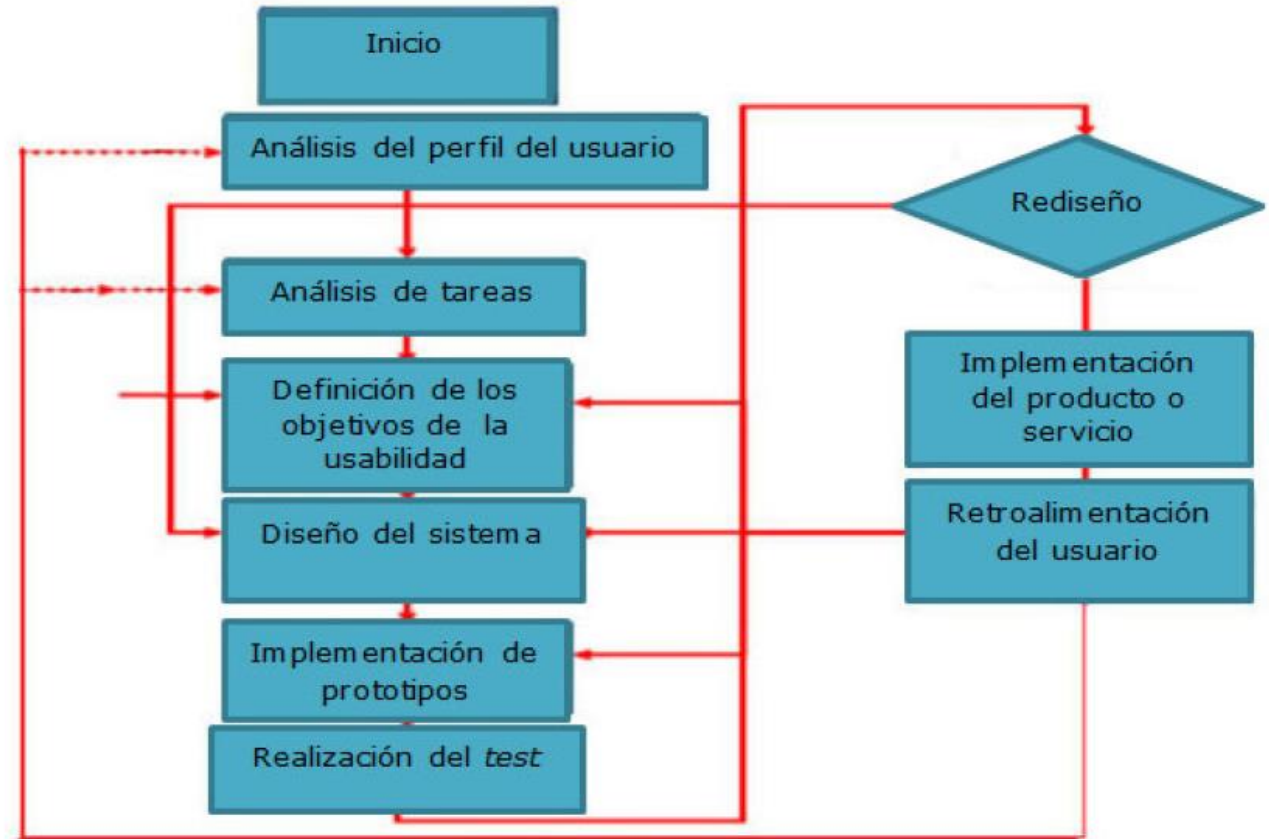 Inicio
Análisis del perfil del usuario
Análisis de tareas
Definición de los
objetivos de la
usabilidad
Diseño del sistema
Implementación de
prototipos
Realización del test
Rediseño
Implementación
del producto o
servicio
Retroalimentación
del usuario